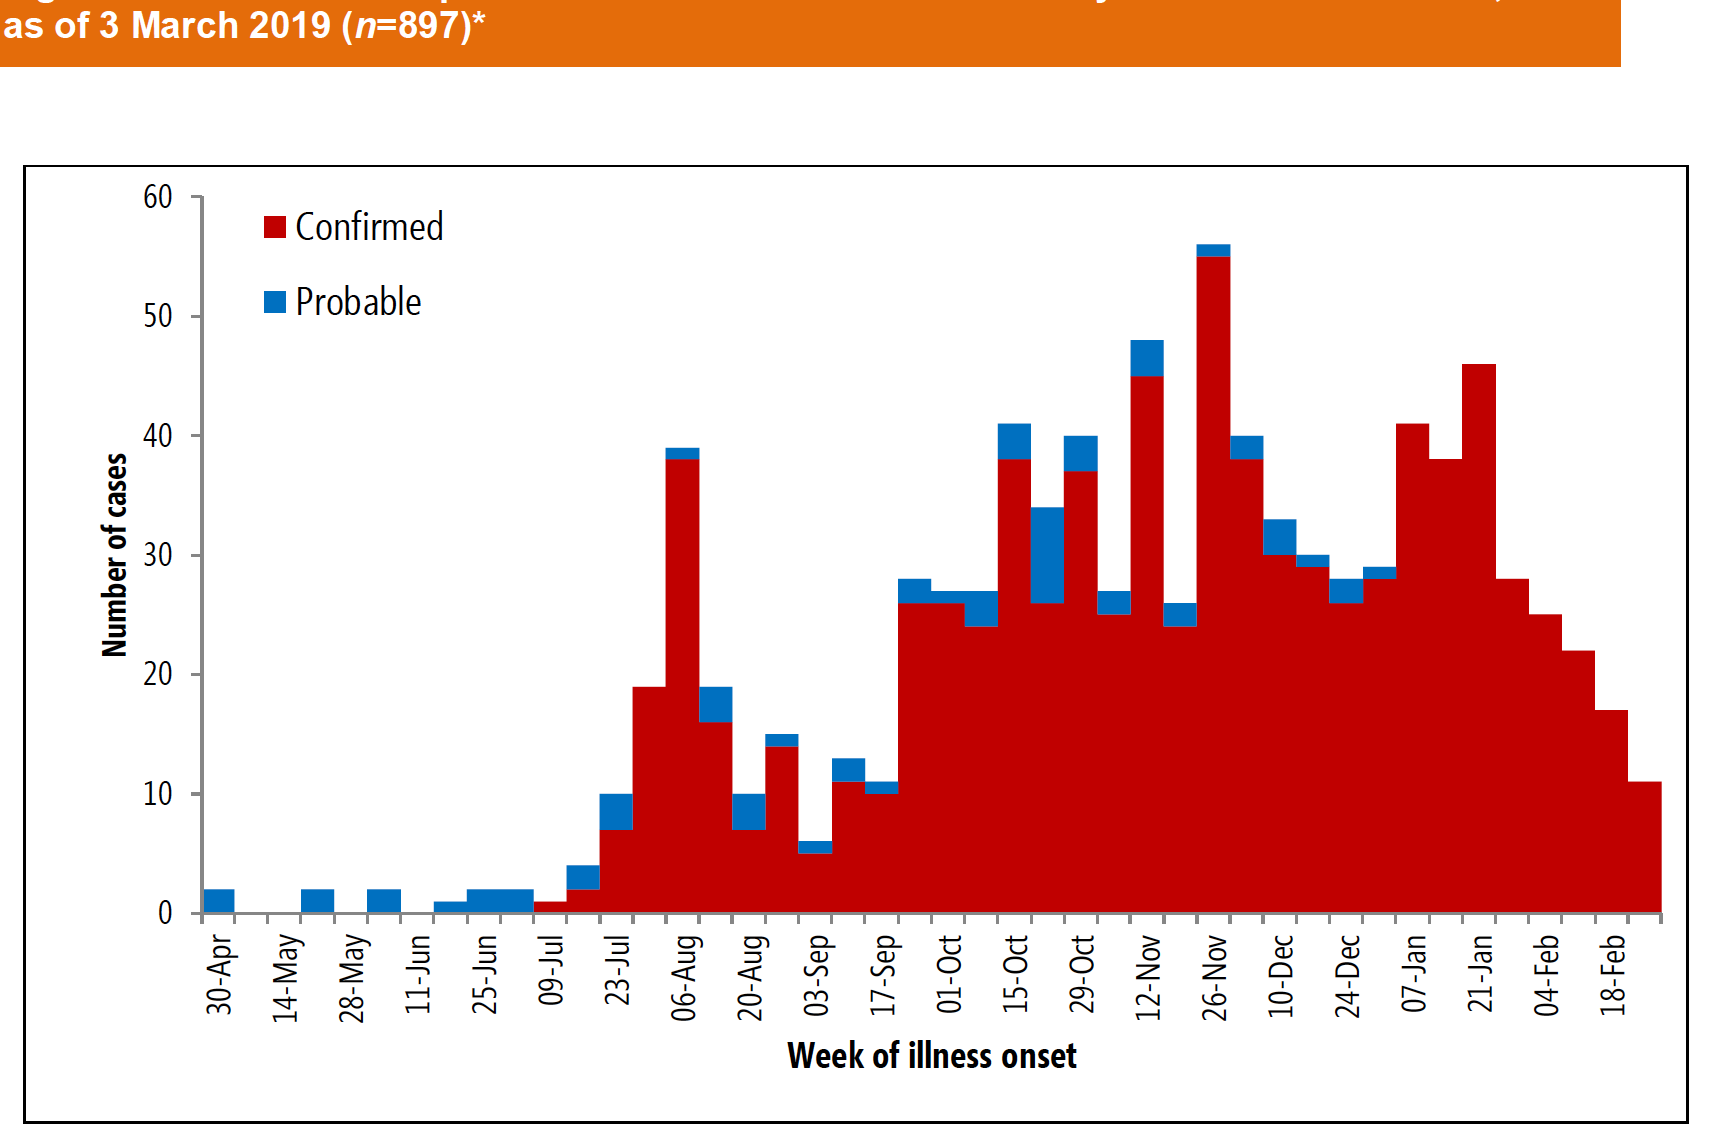 as of 3 March 2019 (n=897)*
60
50
40
30
20
10
0
Confirmed
Probable
Number of cases
30-Apr
14-May
28-May
11-Jun
25-Jun
09-Jul
23-Jul
06-Aug
20-Aug
03-Sep
17-Sep
01-Oct
15-Oct
29-Oct
12-Nov
26-Nov
10-Dec
24-Dec
07-Jan
21-Jan
04-Feb
18-Feb
Week of illness onset